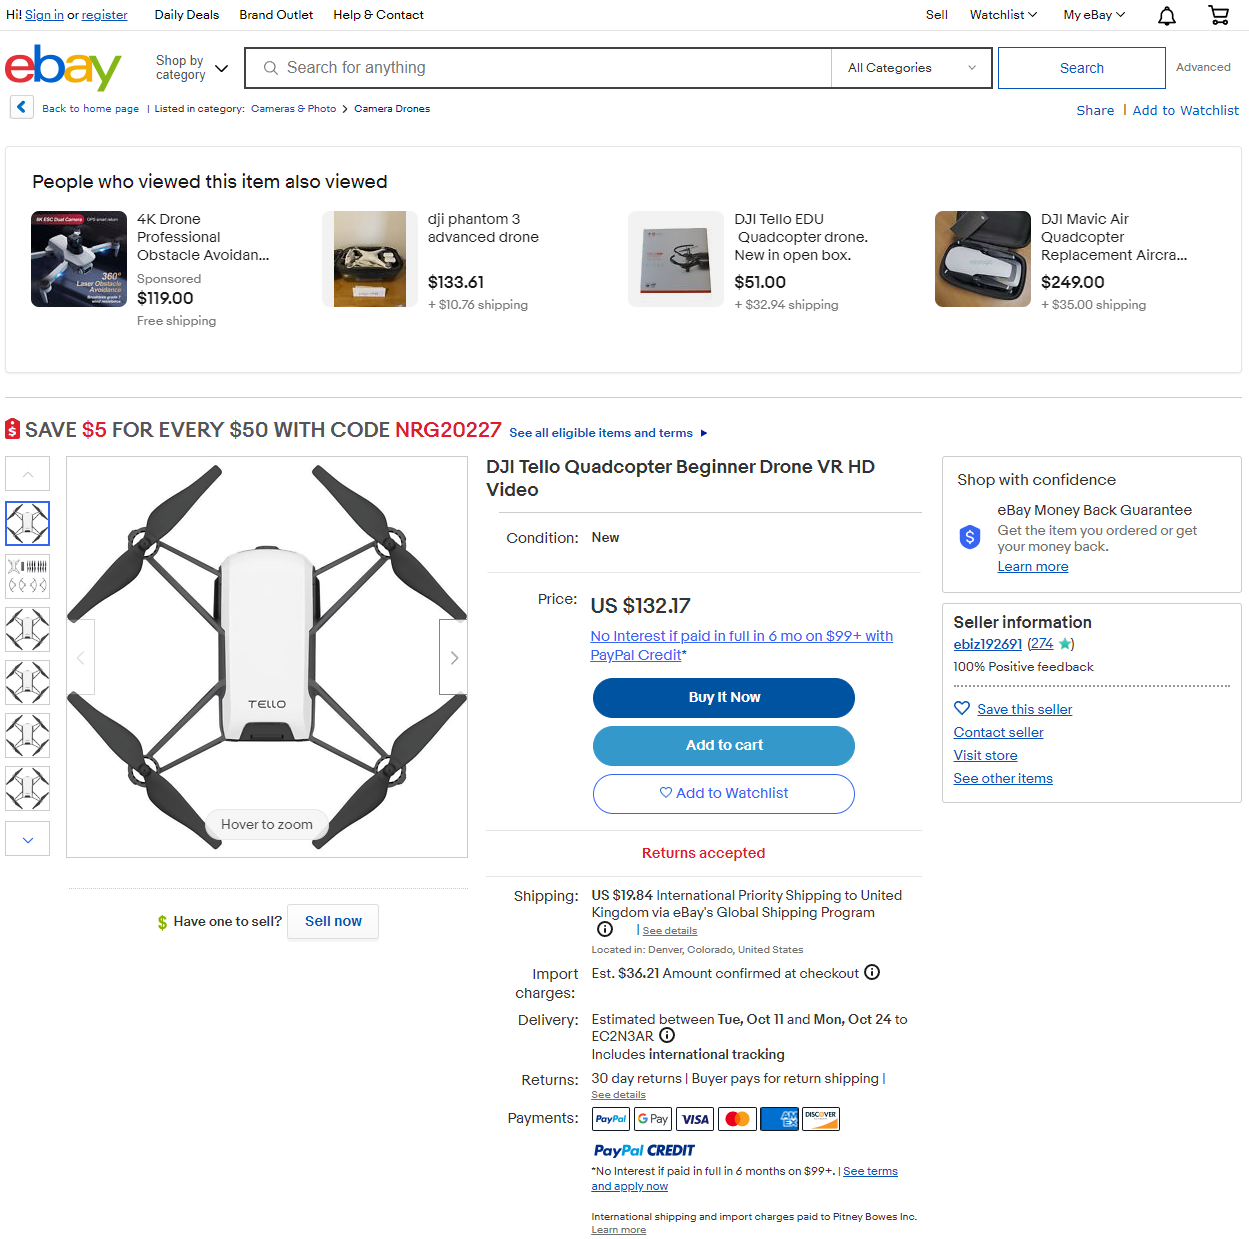 Hi! Sign in or register
Daily Deals
Brand Outlet
Help & Contact
Sell
Watchlist
My eBay
ebay
Shop by category
Search for anything
All Categories
Search
Advanced
Back to home page | Listed in category: Cameras & Photo > Camera Drones
Share | Add to Watchlist
People who viewed this item also viewed
360°
Laser Obstacle
Avoidance
4K Drone
Professional
Obstacle Avoidan...
Sponsored
$119.00
Free shipping
dji phantom 3
advanced drone
$133.61
+ $10.76 shipping
DJI Tello EDU
Quadcopter drone.
New in open box.
$51.00
+ $32.94 shipping
DJI Mavic Air
Quadcopter
Replacement Aircra...
$249.00
+ $35.00 shipping
SAVE $5 FOR EVERY $50 WITH CODE NRG20227 See all eligible items and terms
TELLO
Hover to zoom
$ Have one to sell? Sell now
DJI Tello Quadcopter Beginner Drone VR HD
Video
Condition: New
Price: US $132.17
No Interest if paid in full in 6 mo on $99+ with
PayPal Credit*
Buy It Now
Add to cart
Add to Watchlist
Returns accepted
Shipping: US $19.84 International Priority Shipping to United
Kingdom via eBay's Global Shipping Program
| See details
Located in: Denver, Colorado, United States
Import charges: Est. $36.21 Amount confirmed at checkout
Delivery: Estimated between Tue, Oct 11 and Mon, Oct 24 to
EC2N3AR
Includes international tracking
Returns: 30 day returns | Buyer pays for return shipping |
See details
Payments: PayPal G Pay VISA AMEX DISCOVER
PayPal CREDIT
*No Interest if paid in full in 6 months on $99+. | See terms
and apply now
International shipping and import charges paid to Pitney Bowes Inc.
Learn more
Shop with confidence
eBay Money Back Guarantee
Get the item you ordered or get
your money back.
Learn more
Seller information
ebiz192691 (274)
100% Positive feedback
Save this seller
Contact seller
Visit store
See other items